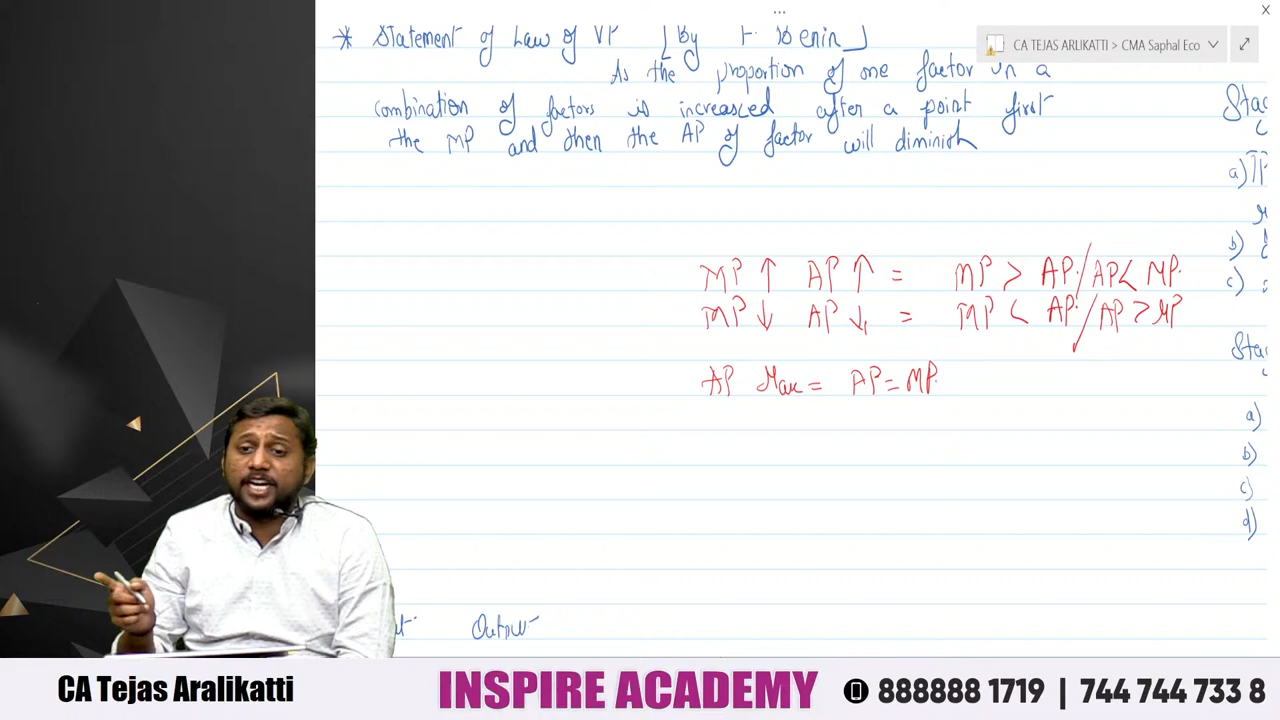 ...
CA TEJAS ARLIKATTI > CMA Saphal Eco
* Statement of Law of VP [By F. Benin]
As the proportion of one factor in a
combination of factors is increased after a point first
the MP and then the AP of factor will diminish
MP ↑ AP ↑ = MP > AP. / AP < MP.
MP ↓ AP ↓ = MP < AP. / AP > MP
AP Max = AP = MP.
Output
Sta
a) TP
b)
c)
Sta
a)
b)
c)
d)
CA Tejas Aralikatti
INSPIRE ACADEMY
888888 1719 | 744 744 733 8